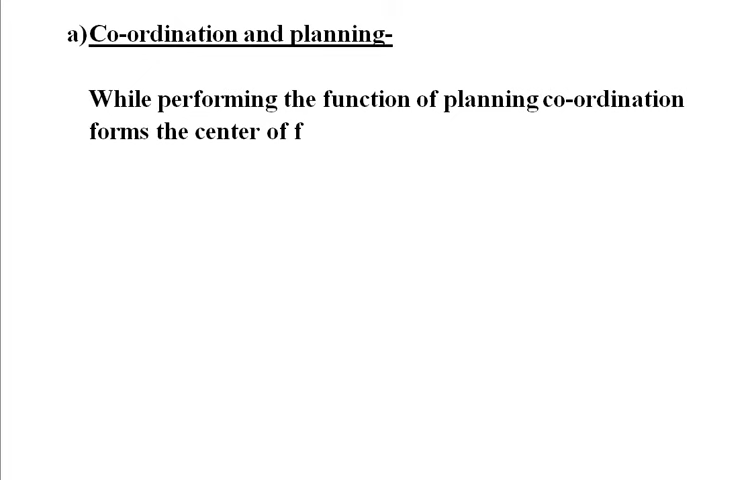 a) Co-ordination and planning-
While performing the function of planning co-ordination
forms the center of f